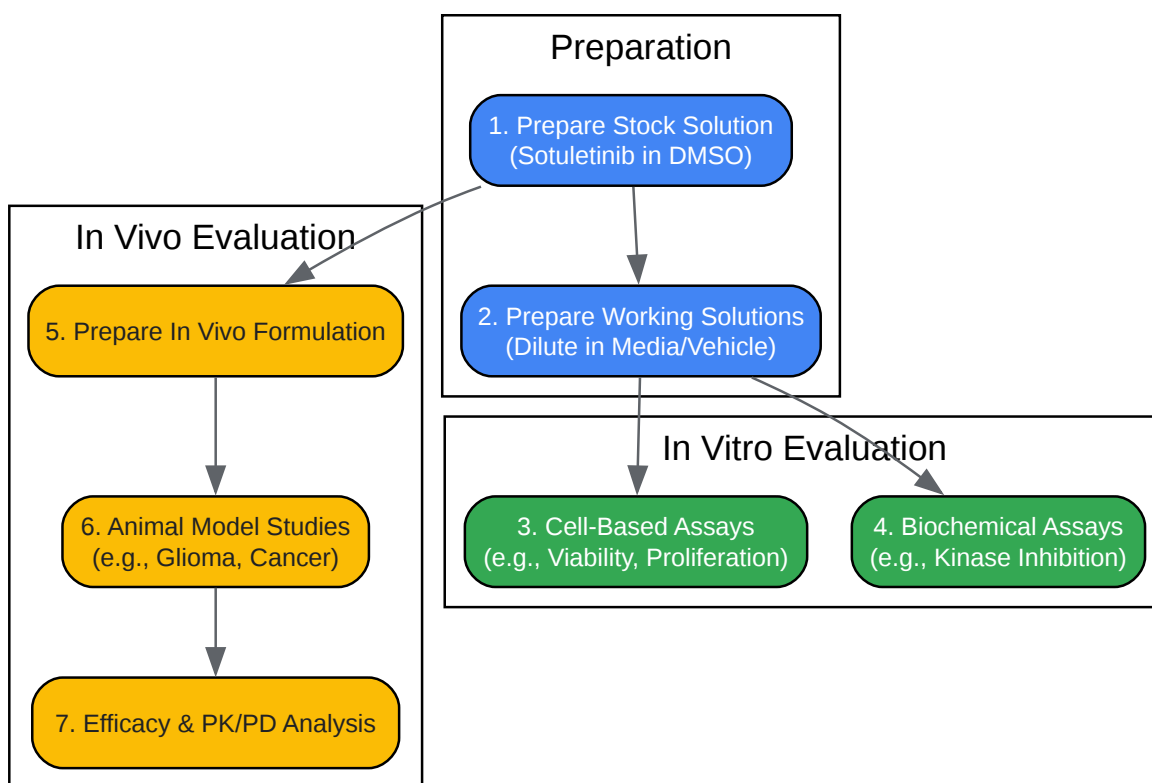 Preparation
1. Prepare Stock Solution
(Sotuletinib in DMSO)
2. Prepare Working Solutions
(Dilute in Media/Vehicle)
In Vitro Evaluation
3. Cell-Based Assays
(e.g., Viability, Proliferation)
4. Biochemical Assays
(e.g., Kinase Inhibition)
In Vivo Evaluation
5. Prepare In Vivo Formulation
6. Animal Model Studies
(e.g., Glioma, Cancer)
7. Efficacy & PK/PD Analysis